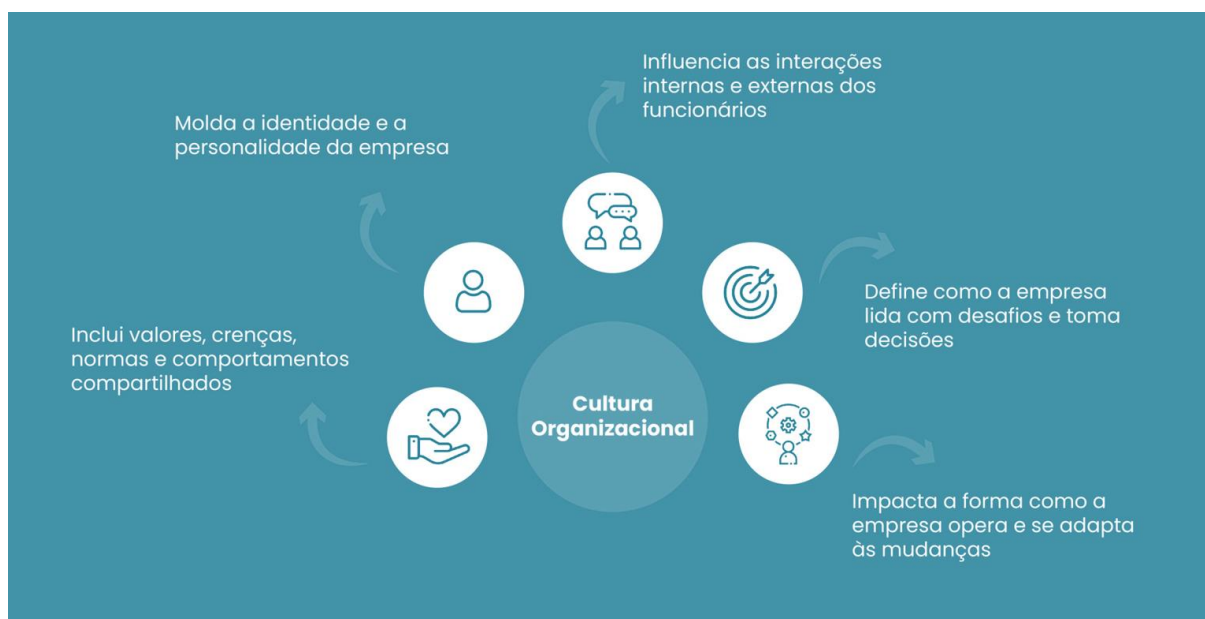 Influencia as interações
internas e externas dos
funcionários
Molda a identidade e a
personalidade da empresa
Define como a empresa
lida com desafios e toma
decisões
Inclui valores, crenças,
normas e comportamentos
compartilhados
Cultura
Organizacional
Impacta a forma como a
empresa opera e se adapta
às mudanças